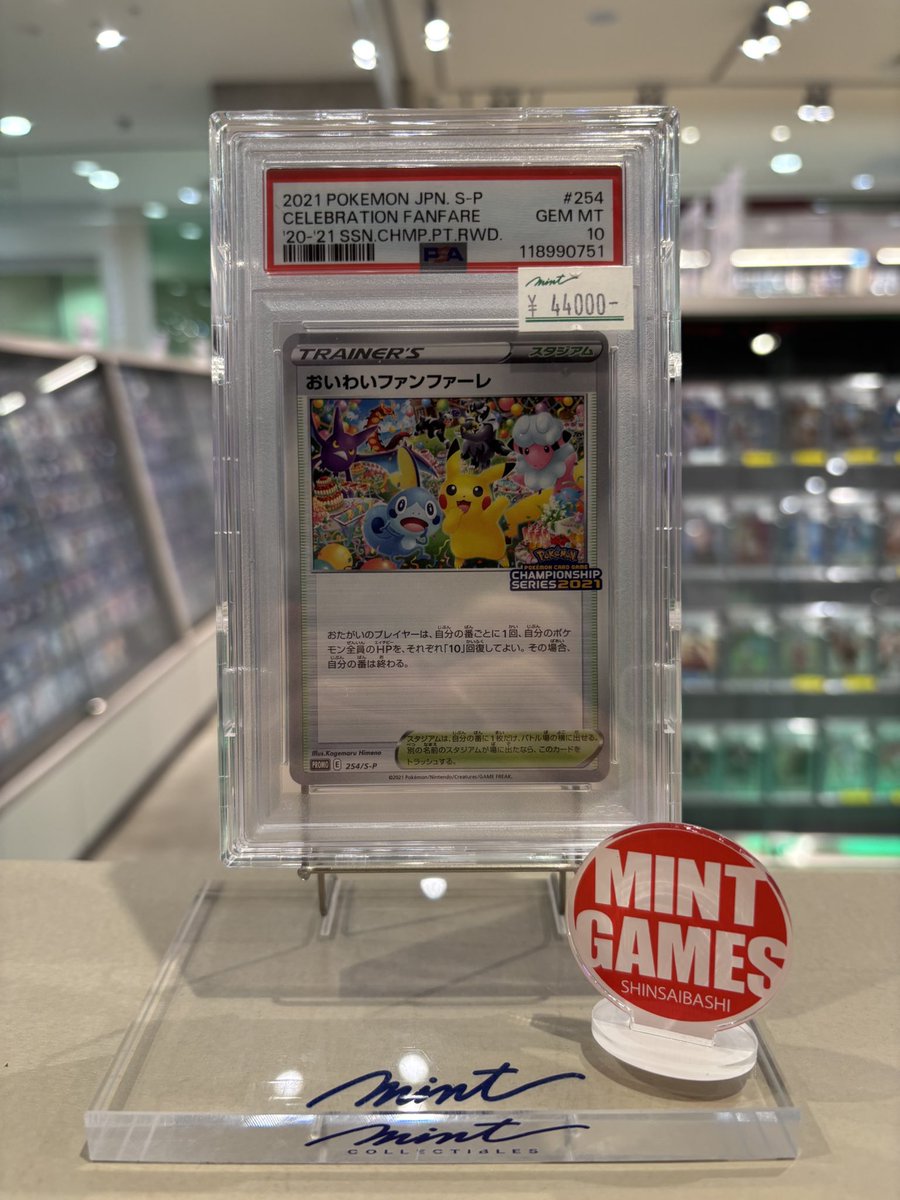 2021 POKEMON JPN. S-P #254
CELEBRATION FANFARE GEM MT
'20-'21 SSN.CHMP.PT.RWD. 10
PSA 118990751
mint
¥ 44000-
TRAINER'S スタジアム
おいわいファンファーレ
Pokémon
POKÉMON CARD GAME
CHAMPIONSHIP
SERIES 2021
おたがいのプレイヤーは、自分の番ごとに1回、自分のポケ
モン全員のHPを、それぞれ「10」回復してよい。その場合、
自分の番は終わる。
スタジアムは、自分の番に1枚だけ、バトル場の横に出せる。
別の名前のスタジアムが場に出たなら、このカードを
トラッシュする。
Illus.Kagemaru Himeno
PROMO E 254/S-P
©2021 Pokémon/Nintendo/Creatures/GAME FREAK.
MINT
GAMES
SHINSAIBASHI
mint
mint
COLLECTIBLES